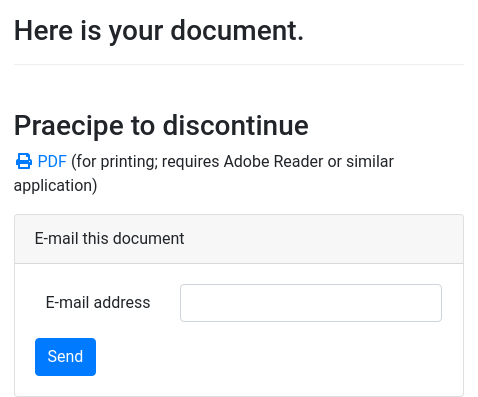 Here is your document.
Praecipe to discontinue
PDF (for printing; requires Adobe Reader or similar
application)
E-mail this document
E-mail address
Send